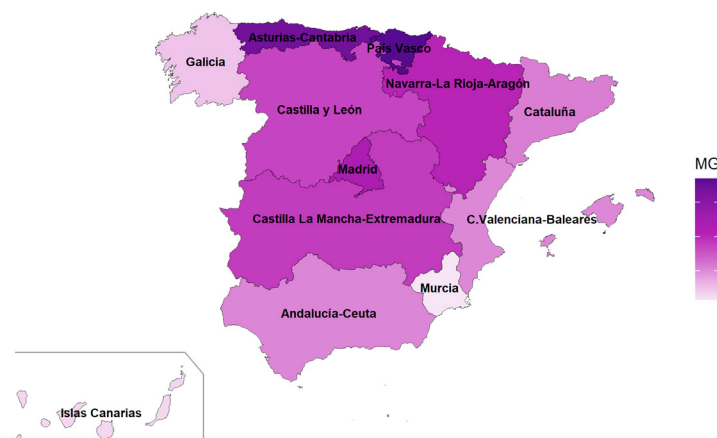 Asturias-Cantabria
País Vasco
Galicia
Navarra-La Rioja-Aragón
Castilla y León
Cataluña
MG
Madrid
Castilla La Mancha-Extremadura
C.Valenciana-Baleares
Murcia
Andalucía-Ceuta
Islas Canarias